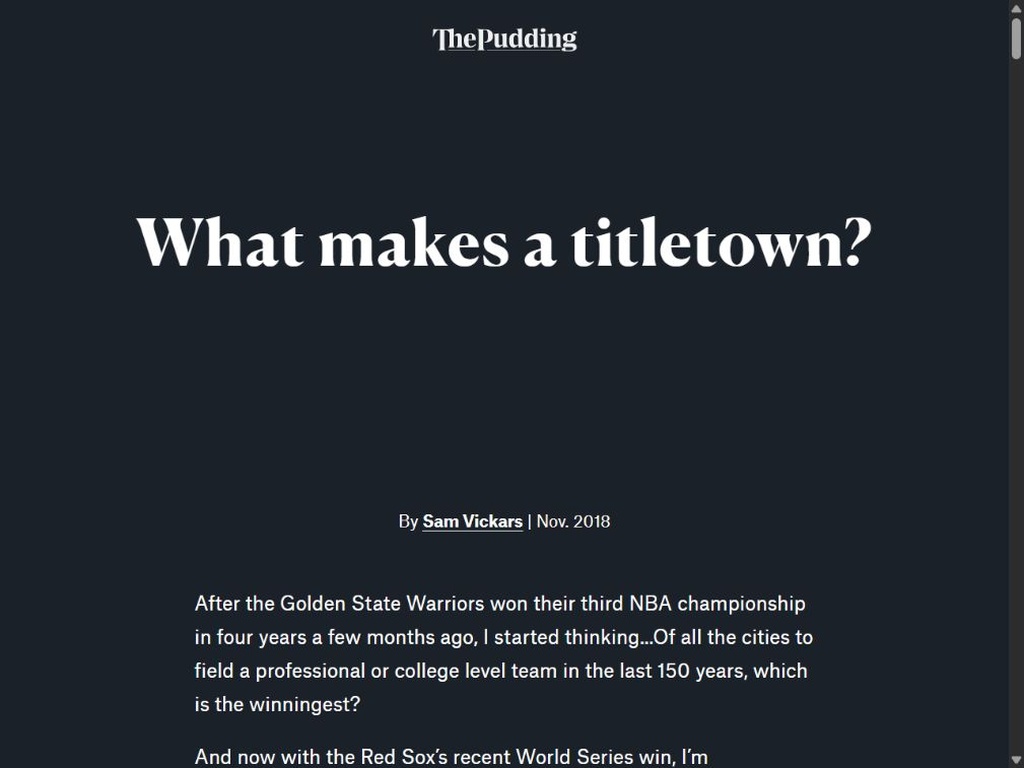 ThePudding
What makes a titletown?
By Sam Vickars | Nov. 2018
After the Golden State Warriors won their third NBA championship
in four years a few months ago, I started thinking...Of all the cities to
field a professional or college level team in the last 150 years, which
is the winningest?
And now with the Red Sox’s recent World Series win, I’m